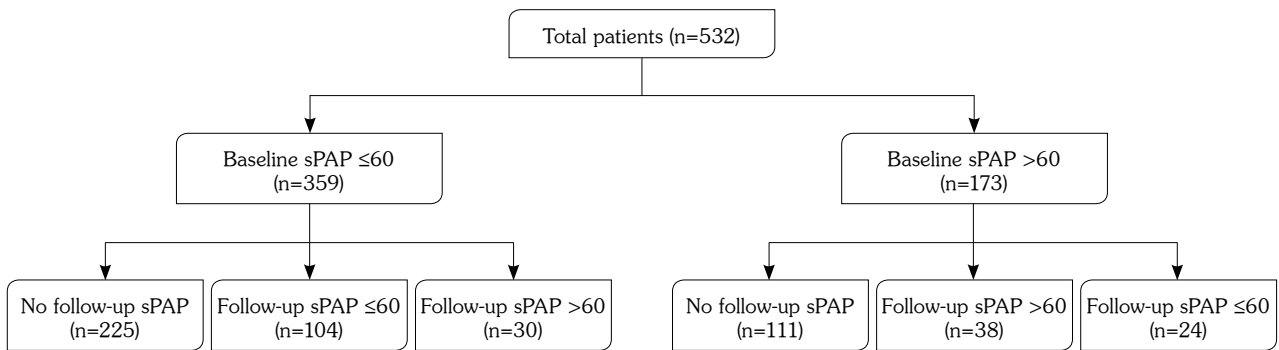 Total patients (n=532)
Baseline sPAP ≤60
(n=359)
Baseline sPAP >60
(n=173)
No follow-up sPAP
(n=225)
Follow-up sPAP ≤60
(n=104)
Follow-up sPAP >60
(n=30)
No follow-up sPAP
(n=111)
Follow-up sPAP >60
(n=38)
Follow-up sPAP ≤60
(n=24)